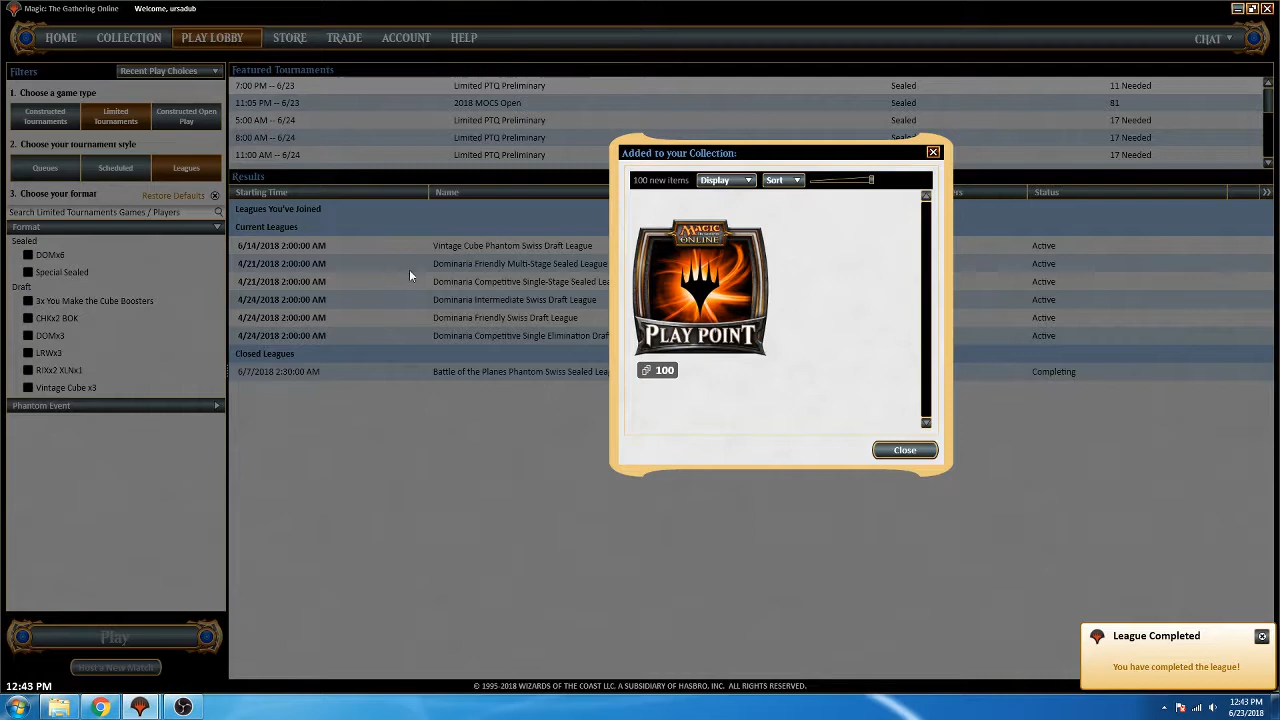 Magic: The Gathering Online
Welcome, ursadub
HOME COLLECTION PLAY LOBBY STORE TRADE ACCOUNT HELP CHAT
Filters
Recent Play Choices
1. Choose a game type
Constructed Tournaments
Limited Tournaments
Constructed Open Play
2. Choose your tournament style
Queues
Scheduled
Leagues
3. Choose your format
Restore Defaults
Search Limited Tournaments Games / Players
Format
Sealed
DOMx6
Special Sealed
Draft
3x You Make the Cube Boosters
CHKx2 BOK
DOMx3
LRWx3
RIXx2 XLNx1
Vintage Cube x3
Phantom Event
Play
Host a New Match
12:43 PM
Featured Tournaments
7:00 PM -- 6/23 Limited PTQ Preliminary Sealed 11 Needed
11:05 PM -- 6/23 2018 MOCS Open Sealed 81
5:00 AM -- 6/24 Limited PTQ Preliminary Sealed 17 Needed
8:00 AM -- 6/24 Limited PTQ Preliminary Sealed 17 Needed
11:00 AM -- 6/24 Limited PTQ Preliminary Sealed 17 Needed
Results
Starting Time Name Status
Leagues You've Joined
Current Leagues
6/14/2018 2:00:00 AM Vintage Cube Phantom Swiss Draft League Active
4/21/2018 2:00:00 AM Dominaria Friendly Multi-Stage Sealed League Active
4/21/2018 2:00:00 AM Dominaria Competitive Single-Stage Sealed Active
4/24/2018 2:00:00 AM Dominaria Intermediate Swiss Draft League Active
4/24/2018 2:00:00 AM Dominaria Friendly Swiss Draft League Active
4/24/2018 2:00:00 AM Dominaria Competitive Single Elimination Active
Closed Leagues
6/7/2018 2:30:00 AM Battle of the Planes Phantom Swiss Sealed Completing
Added to your Collection:
100 new items Display Sort
MAGIC
ONLINE
PLAY POINT
100
Close
League Completed
You have completed the league!
© 1995-2018 WIZARDS OF THE COAST LLC, A SUBSIDIARY OF HASBRO, INC. ALL RIGHTS RESERVED.
12:43 PM
6/23/2018